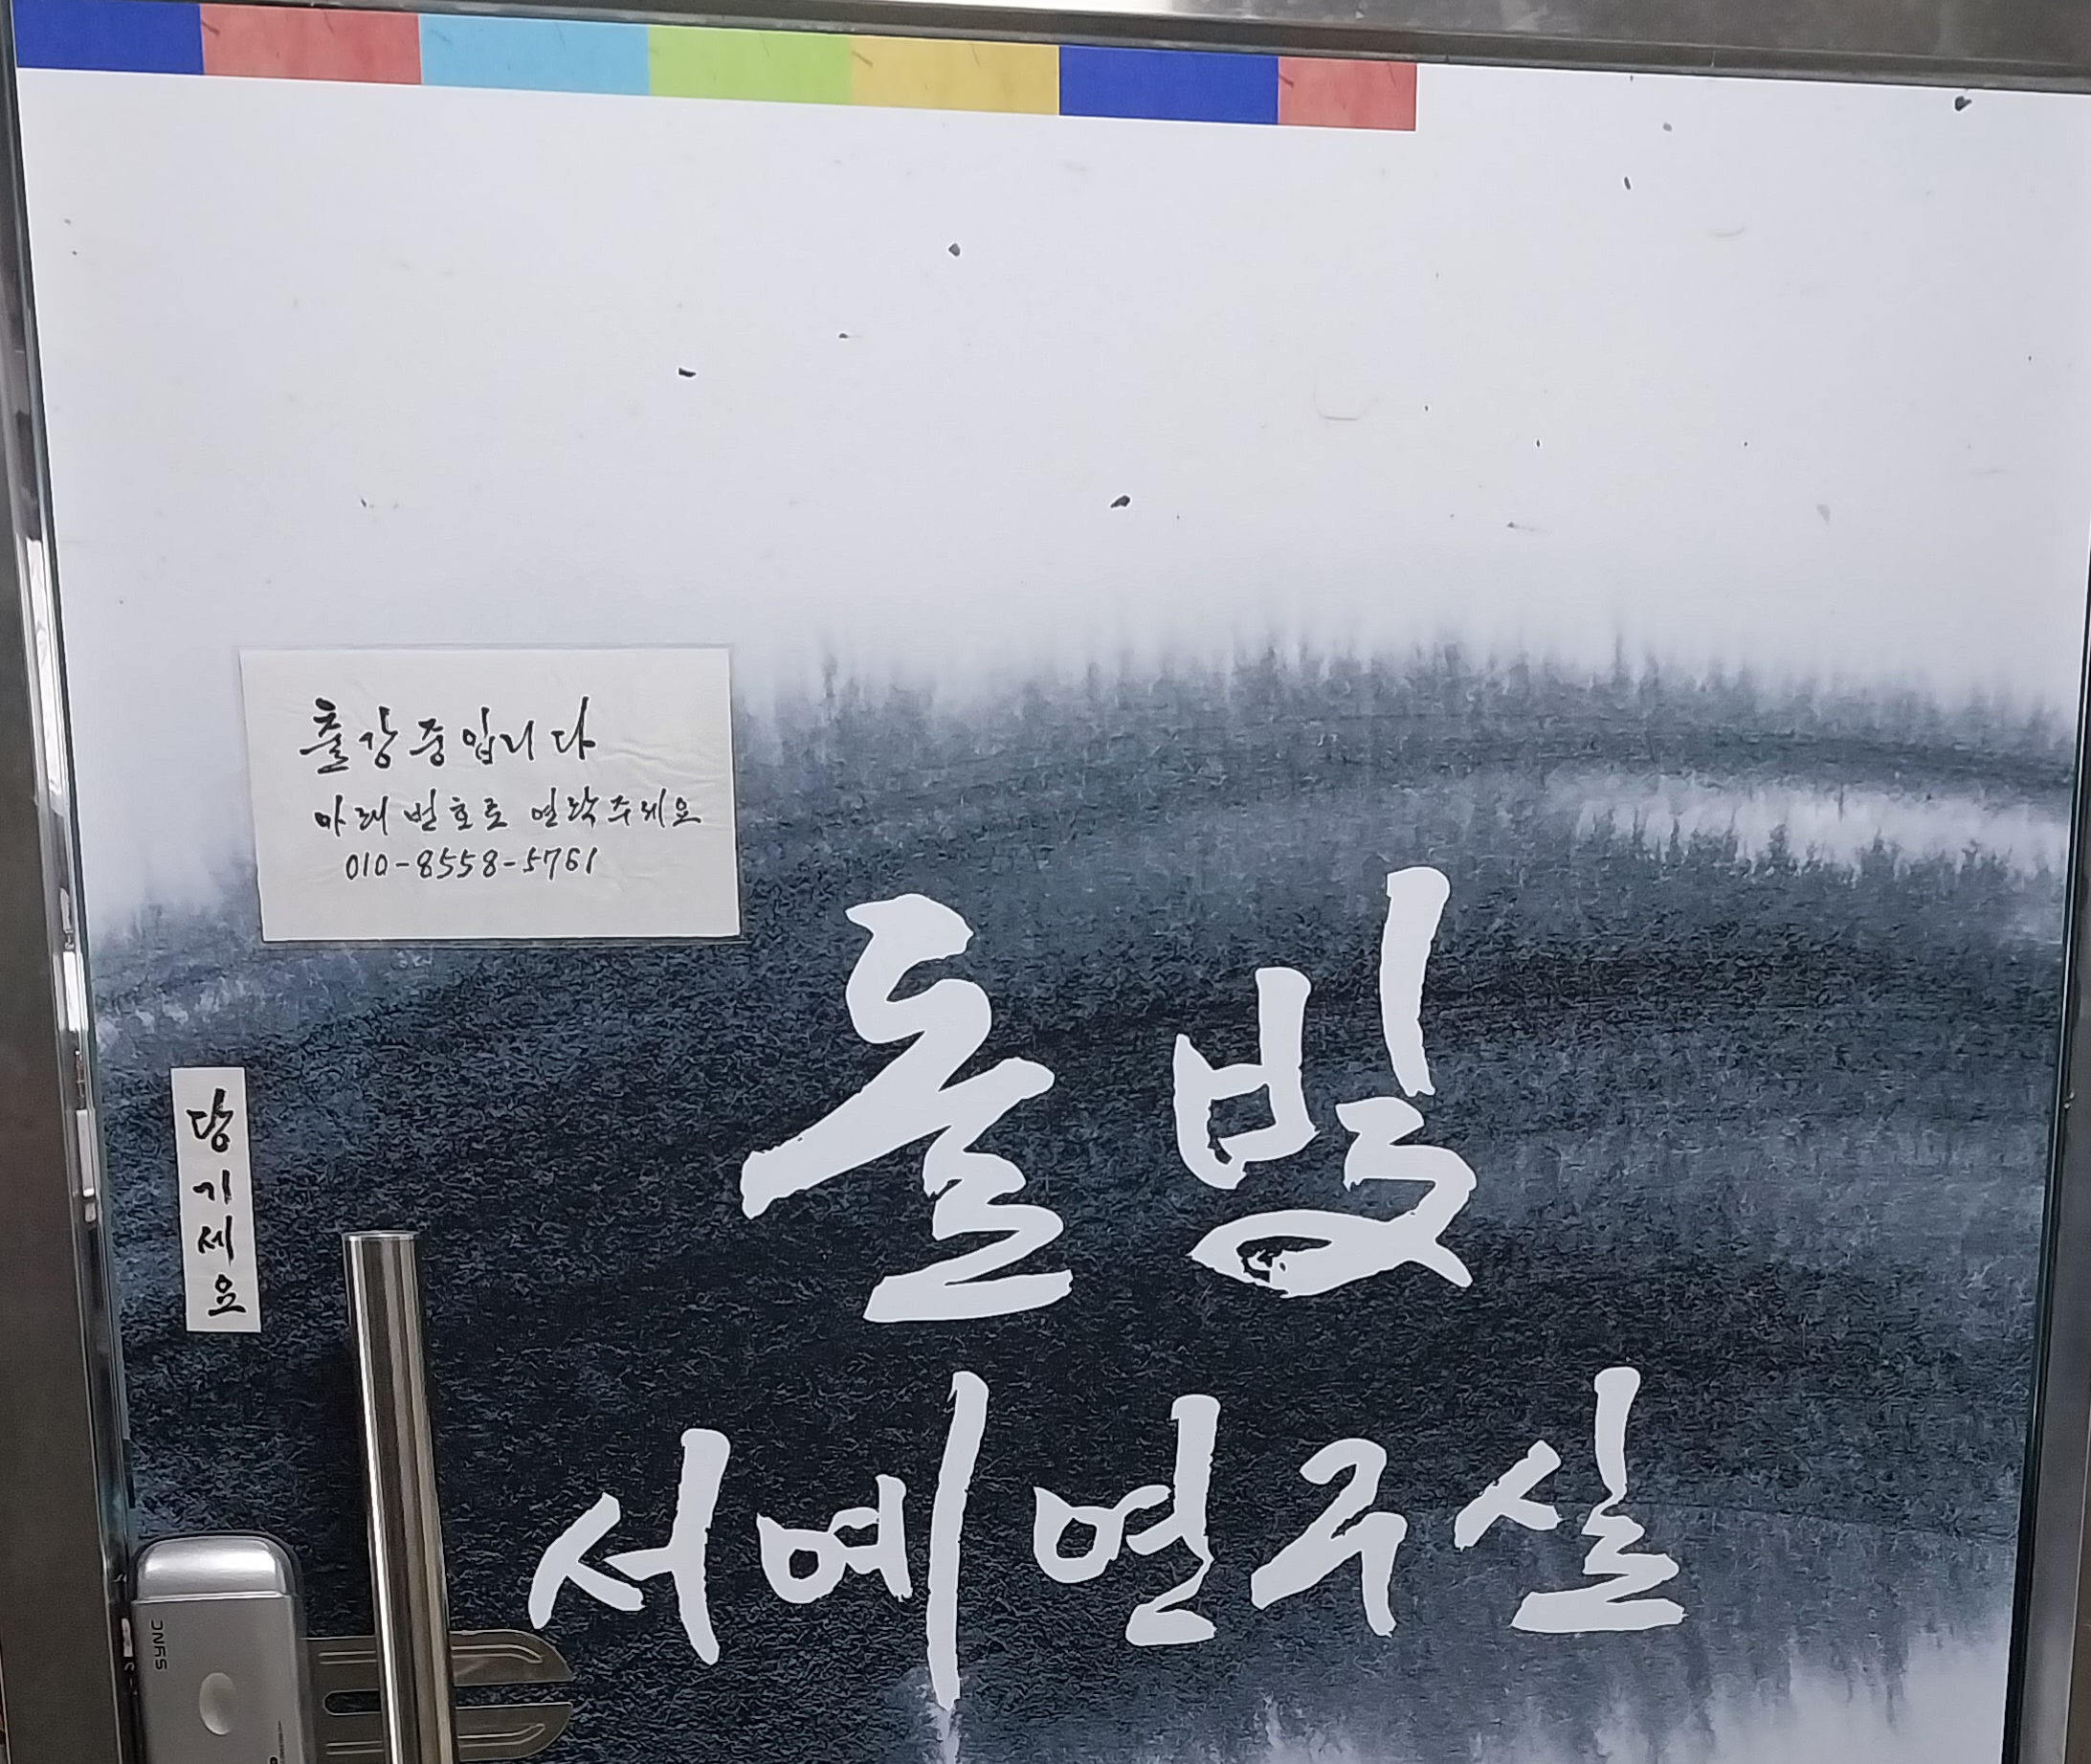 출강중입니다
아래 번호로 연락주세요
010-8558-5761
돌빛
당기세요
서예연구실
SYNC